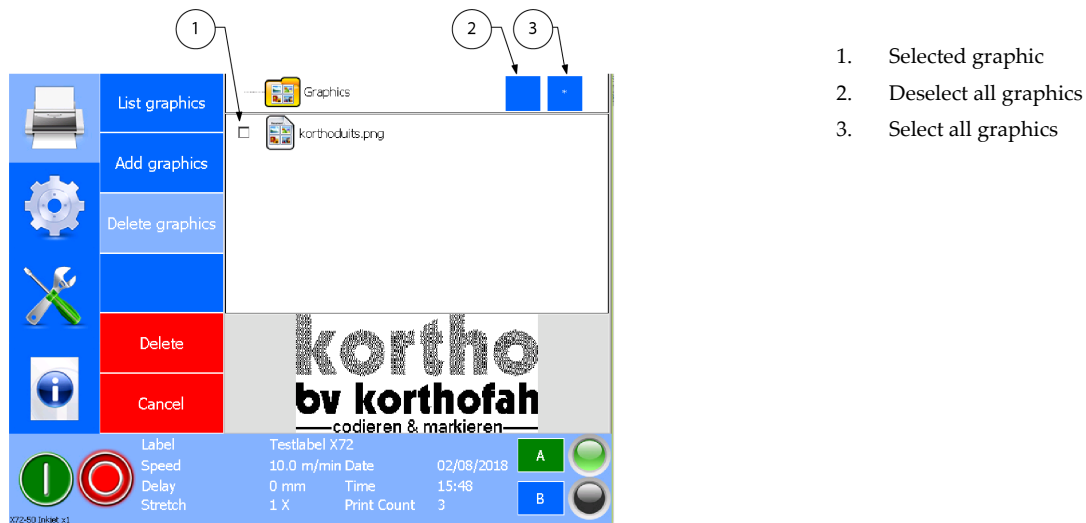 1
2
3
List graphics
Add graphics
Delete graphics
Delete
Cancel
Graphics
*
korthoduits.png
kortho
bv korthofah
codieren & markieren
Label Testlabel X72
Speed 10.0 m/min Date 02/08/2018
Delay 0 mm Time 15:48
Stretch 1 X Print Count 3
A
B
X72-50 Inkjet x1
1. Selected graphic
2. Deselect all graphics
3. Select all graphics